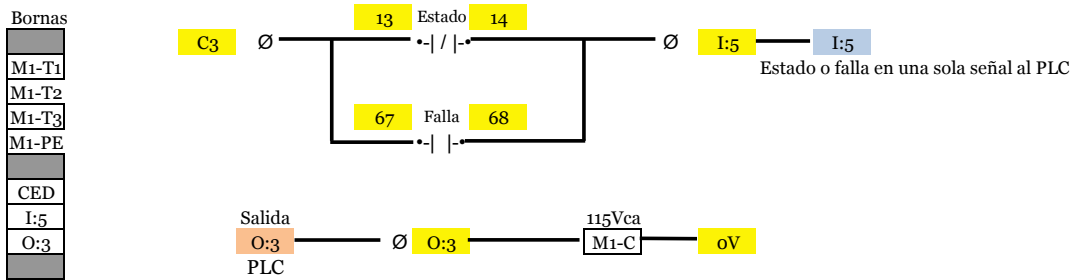 Bornas
M1-T1
M1-T2
M1-T3
M1-PE
CED
I:5
O:3
13 Estado 14
C3 Ø •-| / |-• Ø I:5 I:5
Estado o falla en una sola señal al PLC
67 Falla 68
•-| |-•
Salida 115Vca
O:3 Ø O:3 M1-C 0V
PLC